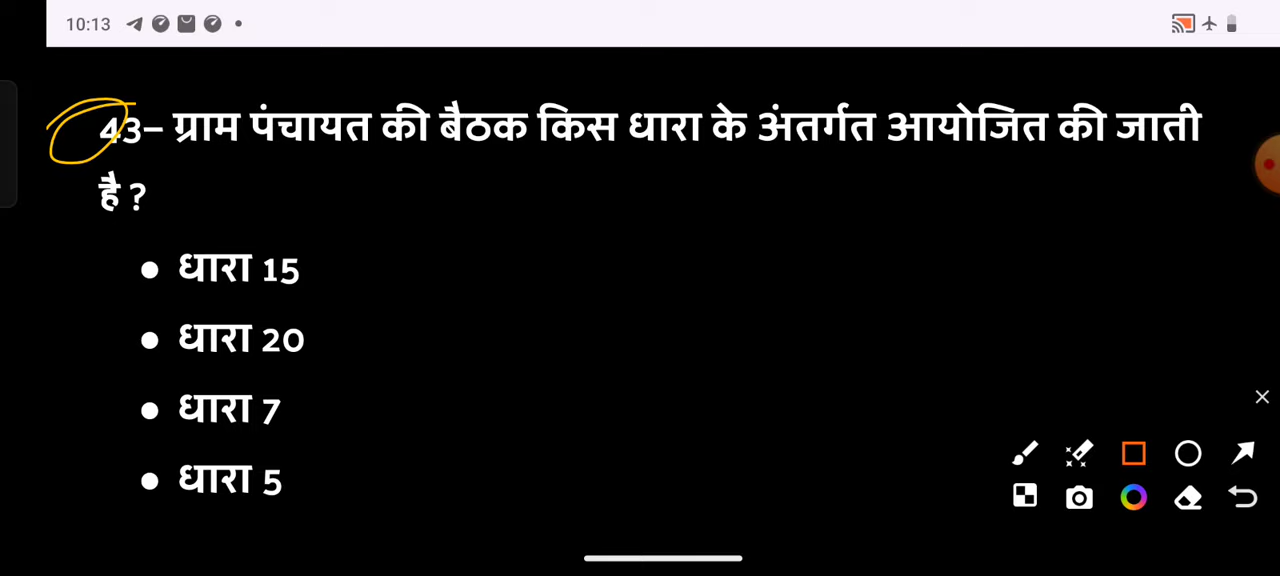 10:13
43– ग्राम पंचायत की बैठक किस धारा के अंतर्गत आयोजित की जाती
है ?
● धारा 15
● धारा 20
● धारा 7
● धारा 5